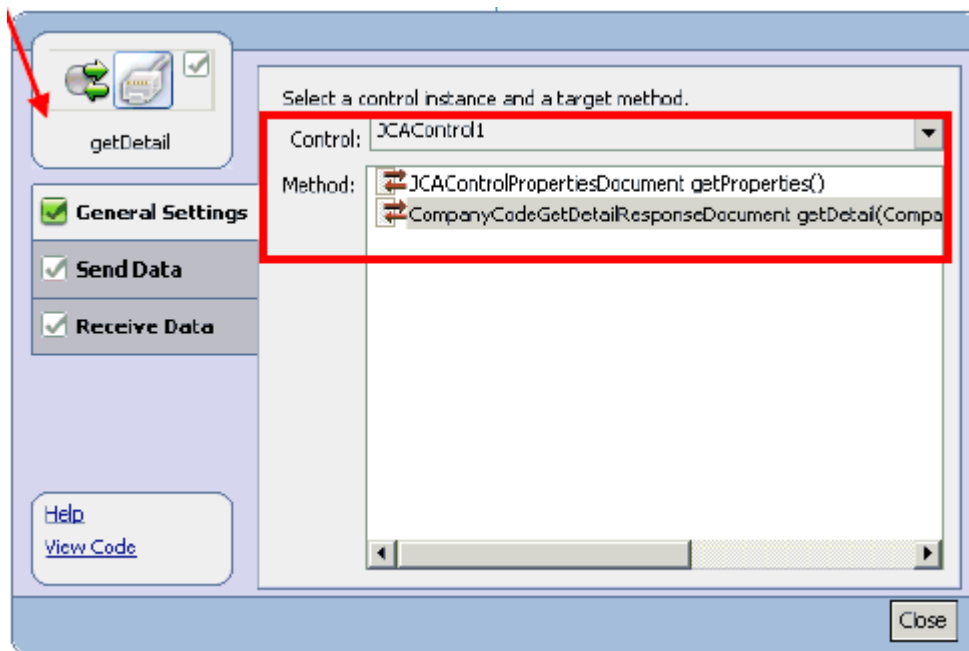 getDetail
General Settings
Send Data
Receive Data
Help
View Code
Select a control instance and a target method.
Control: JCAControl1
Method: JCAControlPropertiesDocument getProperties()
CompanyCodeGetDetailResponseDocument getDetail(Compa
Close